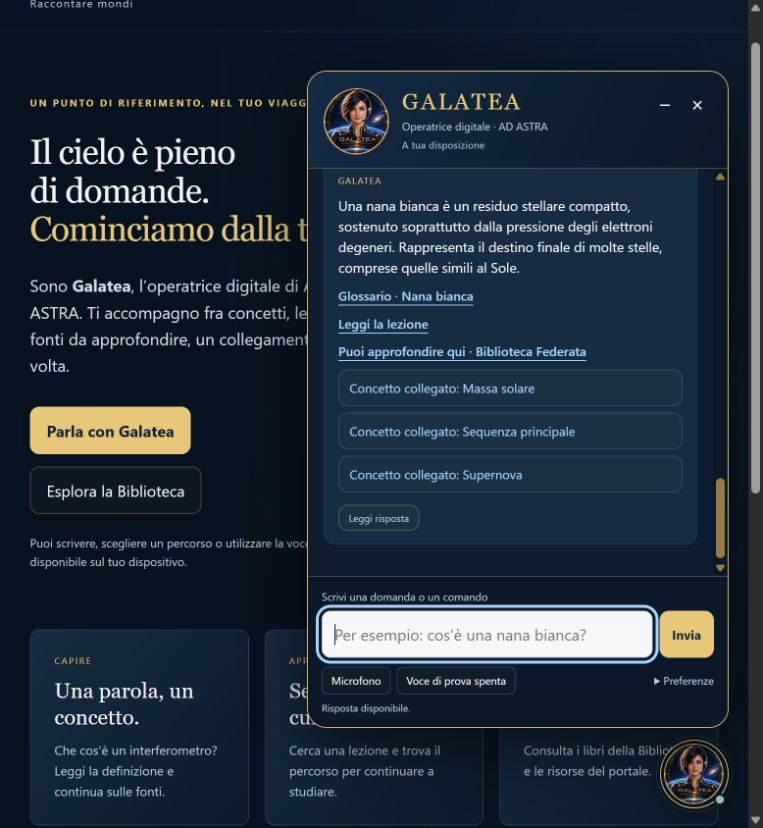 Raccontare mondi
UN PUNTO DI RIFERIMENTO, NEL TUO VIAGG
Il cielo è pieno
di domande.
Cominciamo dalla t
Sono Galatea, l'operatrice digitale di A
ASTRA. Ti accompagno fra concetti, le
fonti da approfondire, un collegament
volta.
Parla con Galatea
Esplora la Biblioteca
Puoi scrivere, scegliere un percorso o utilizzare la voce
disponibile sul tuo dispositivo.
CAPIRE
Una parola, un
concetto.
Che cos'è un interferometro?
Leggi la definizione e
continua sulle fonti.
APP
Se
cu
Cerca una lezione e trova il
percorso per continuare a
studiare.
Consulta i libri della Bibliot
e le risorse del portale.
GALATEA
Operatrice digitale · AD ASTRA
A tua disposizione
GALATEA
GALATEA
Una nana bianca è un residuo stellare compatto,
sostenuto soprattutto dalla pressione degli elettroni
degeneri. Rappresenta il destino finale di molte stelle,
comprese quelle simili al Sole.
Glossario · Nana bianca
Leggi la lezione
Puoi approfondire qui · Biblioteca Federata
Concetto collegato: Massa solare
Concetto collegato: Sequenza principale
Concetto collegato: Supernova
Leggi risposta
Scrivi una domanda o un comando
Per esempio: cos'è una nana bianca?
Invia
Microfono
Voce di prova spenta
Preferenze
Risposta disponibile.
GALATEA